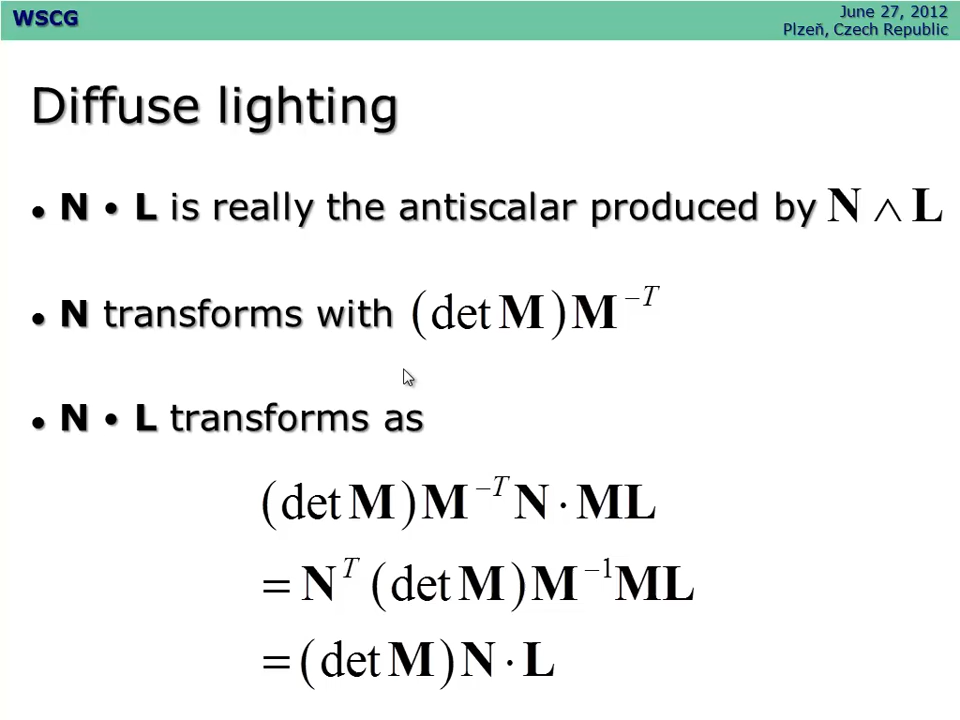 WSCG
June 27, 2012
Plzeň, Czech Republic
Diffuse lighting
• N • L is really the antiscalar produced by N ∧ L
• N transforms with (det M) M⁻ᵀ
• N • L transforms as
(det M) M⁻ᵀ N · ML
= Nᵀ (det M) M⁻¹ ML
= (det M) N · L